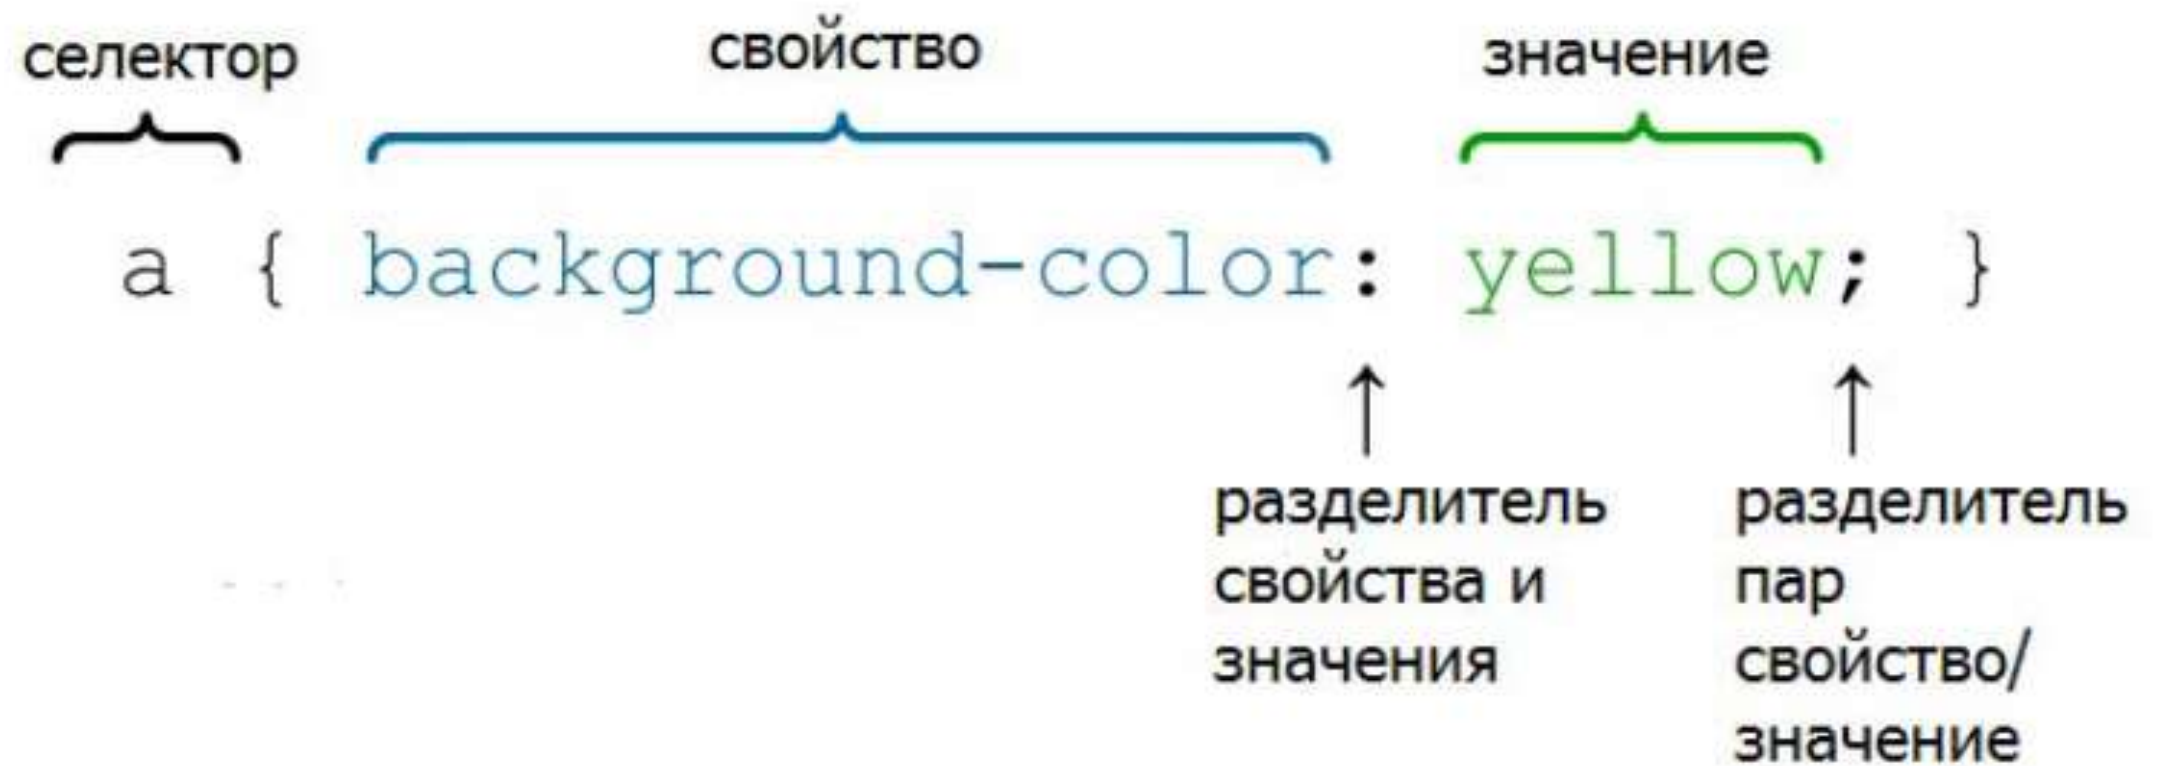 селектор свойство значение
a { background-color: yellow; }
разделитель
свойства и
значения
разделитель
пар
свойство/
значение